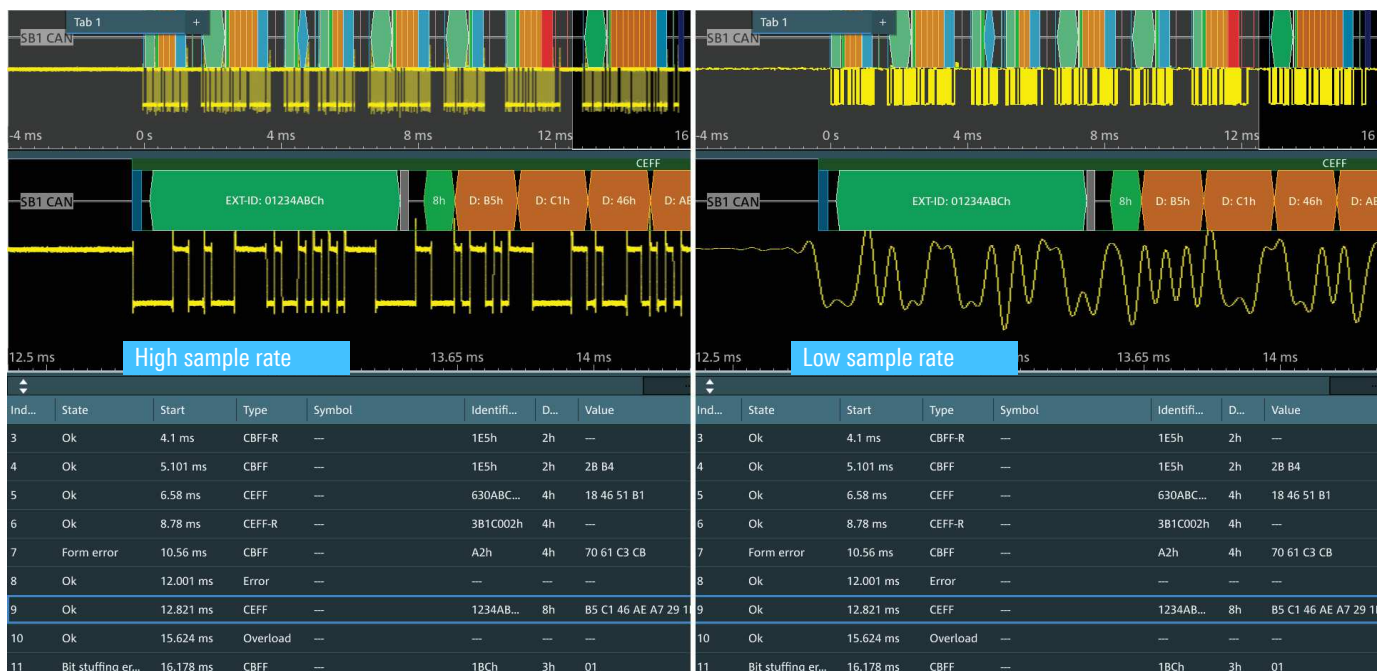 Tab 1 +
SB1 CAN
-4 ms 0 s 4 ms 8 ms 12 ms 16
CEFF
SB1 CAN EXT-ID: 01234ABCh 8h D: B5h D: C1h D: 46h D: AE
High sample rate
12.5 ms 13.65 ms 14 ms
Ind... State Start Type Symbol Identifi... D... Value
3 Ok 4.1 ms CBFF-R --- 1E5h 2h ---
4 Ok 5.101 ms CBFF --- 1E5h 2h 2B B4
5 Ok 6.58 ms CEFF --- 630ABC... 4h 18 46 51 B1
6 Ok 8.78 ms CEFF-R --- 3B1C002h 4h ---
7 Form error 10.56 ms CBFF --- A2h 4h 70 61 C3 CB
8 Ok 12.001 ms Error --- --- --- ---
9 Ok 12.821 ms CEFF --- 1234AB... 8h B5 C1 46 AE A7 29
10 Ok 15.624 ms Overload --- --- --- ---
11 Bit stuffing er... 16.178 ms CBFF --- 1BCh 3h 01
Tab 1 +
SB1 CAN
-4 ms 0 s 4 ms 8 ms 12 ms 16
CEFF
SB1 CAN EXT-ID: 01234ABCh 8h D: B5h D: C1h D: 46h
Low sample rate
12.5 ms ms 13.65 ms 14 ms
Ind... State Start Type Symbol Identifi... D... Value
3 Ok 4.1 ms CBFF-R --- 1E5h 2h ---
4 Ok 5.101 ms CBFF --- 1E5h 2h 2B B4
5 Ok 6.58 ms CEFF --- 630ABC... 4h 18 46 51 B1
6 Ok 8.78 ms CEFF-R --- 3B1C002h 4h ---
7 Form error 10.56 ms CBFF --- A2h 4h 70 61 C3 CB
8 Ok 12.001 ms Error --- --- --- ---
9 Ok 12.821 ms CEFF --- 1234AB... 8h B5 C1 46 AE A7 29
10 Ok 15.624 ms Overload --- --- --- ---
11 Bit stuffing er... 16.178 ms CBFF --- 1BCh 3h 01